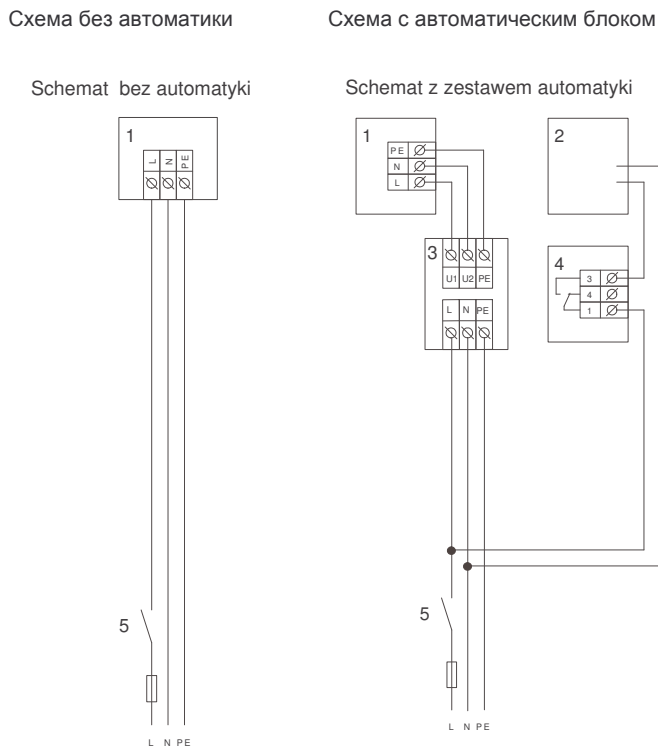 Схема без автоматики
Схема с автоматическим блоком
Schemat bez automatyki
Schemat z zestawem automatyki
1
L N PE
5
L N PE
1
PE
N
L
3
U1 U2 PE
L N PE
5
L N PE
2
4
3
4
1